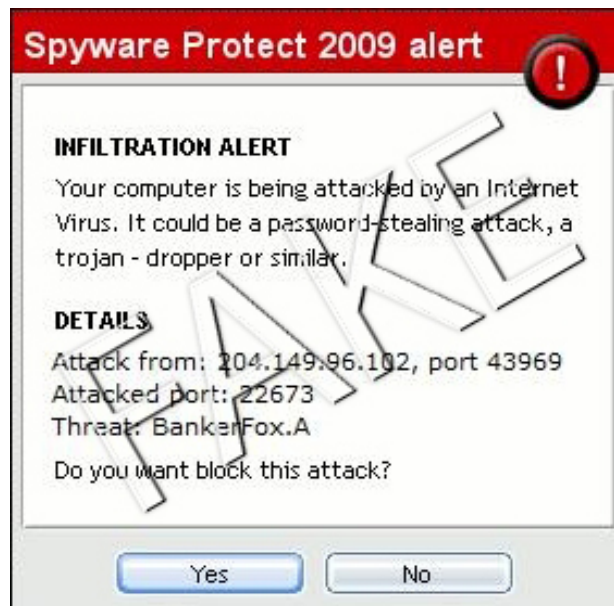 Spyware Protect 2009 alert
!
INFILTRATION ALERT
Your computer is being attacked by an Internet
Virus. It could be a password-stealing attack, a
trojan - dropper or similar.
DETAILS
Attack from: 204.149.96.102, port 43969
Attacked port: 22673
Threat: BankerFox.A
Do you want block this attack?
FAKE
Yes
No